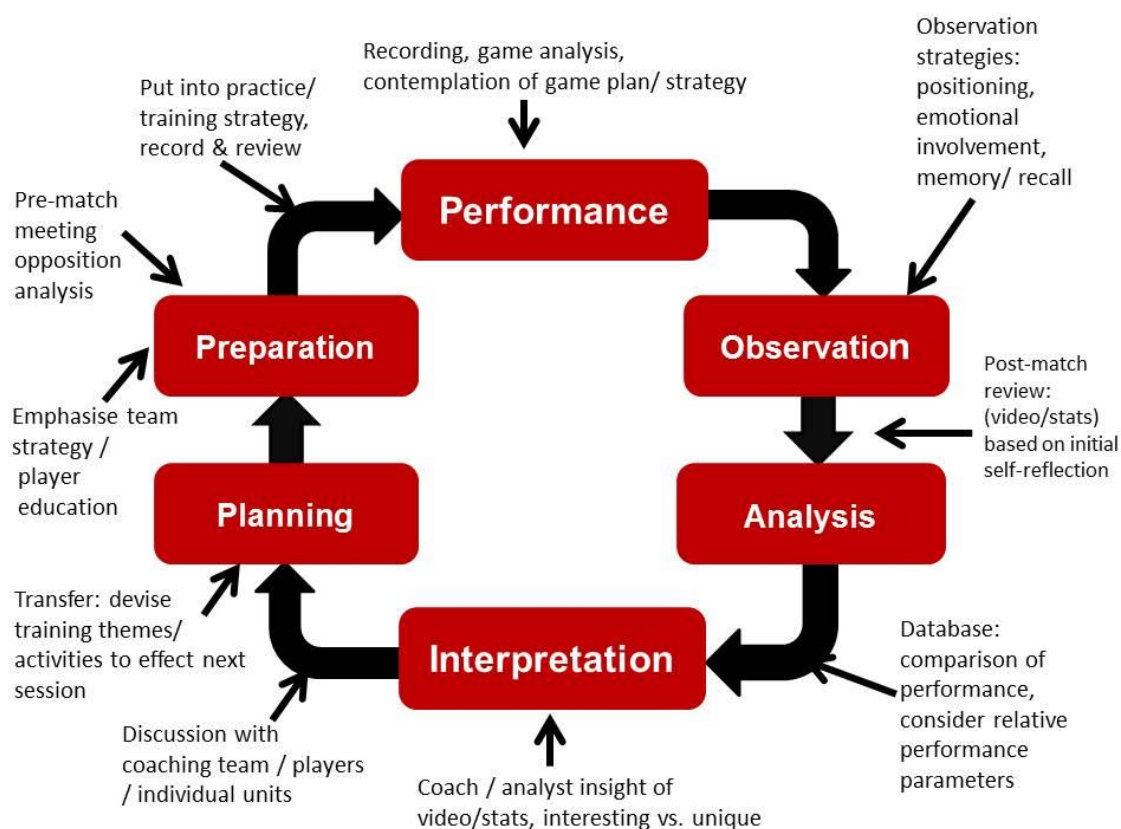 Recording, game analysis,
contemplation of game plan/ strategy
Performance
Observation
strategies:
positioning,
emotional
involvement,
memory/ recall
Observation
Post-match
review:
(video/stats)
based on initial
self-reflection
Analysis
Database:
comparison of
performance,
consider relative
performance
parameters
Interpretation
Coach / analyst insight of
video/stats, interesting vs. unique
Discussion with
coaching team / players
/ individual units
Planning
Transfer: devise
training themes/
activities to effect next
session
Preparation
Emphasise team
strategy /
player
education
Pre-match
meeting
opposition
analysis
Put into practice/
training strategy,
record & review